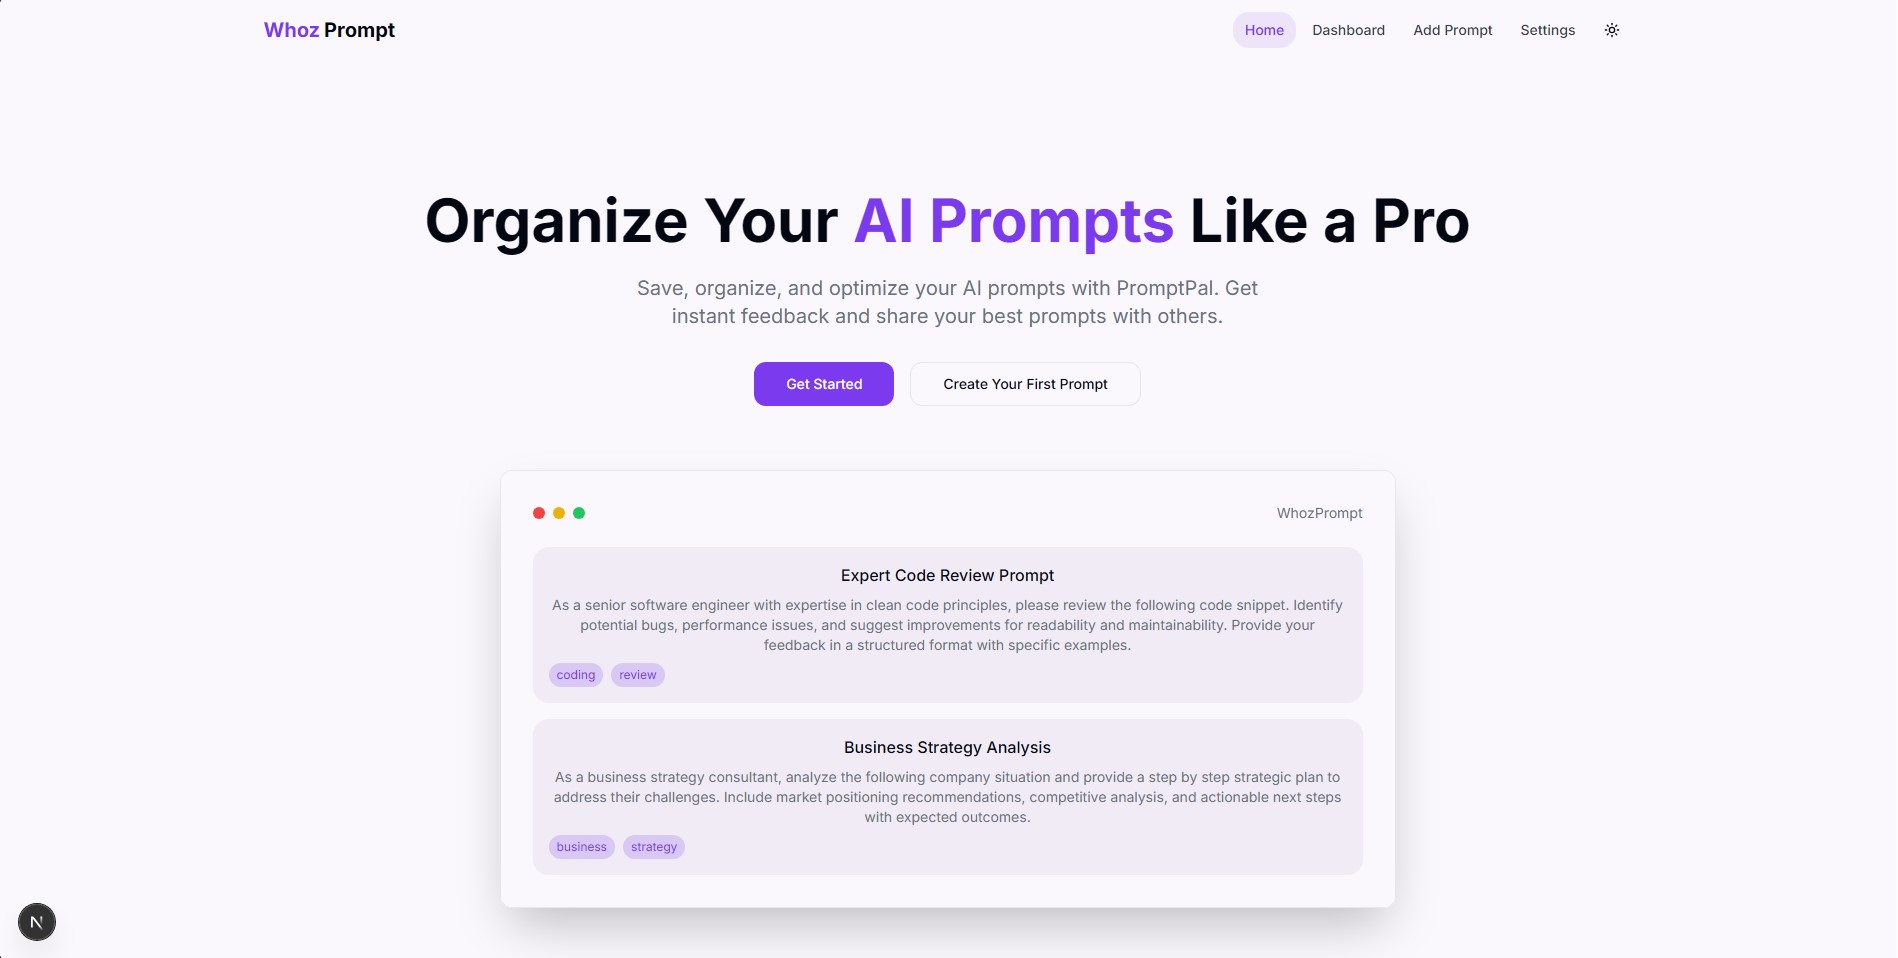 Whoz Prompt
Home Dashboard Add Prompt Settings
Organize Your AI Prompts Like a Pro
Save, organize, and optimize your AI prompts with PromptPal. Get
instant feedback and share your best prompts with others.
Get Started Create Your First Prompt
WhozPrompt
Expert Code Review Prompt
As a senior software engineer with expertise in clean code principles, please review the following code snippet. Identify
potential bugs, performance issues, and suggest improvements for readability and maintainability. Provide your
feedback in a structured format with specific examples.
coding review
Business Strategy Analysis
As a business strategy consultant, analyze the following company situation and provide a step by step strategic plan to
address their challenges. Include market positioning recommendations, competitive analysis, and actionable next steps
with expected outcomes.
business strategy
N